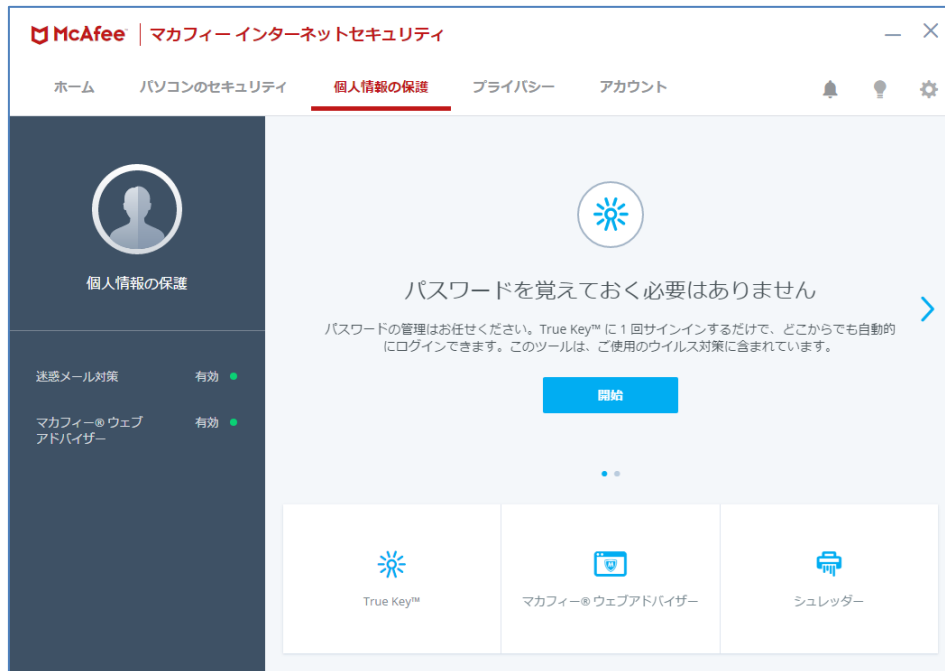 McAfee マカフィー インターネットセキュリティ
ホーム パソコンのセキュリティ 個人情報の保護 プライバシー アカウント
個人情報の保護
迷惑メール対策 有効
マカフィー® ウェブ
アドバイザー 有効
パスワードを覚えておく必要はありません
パスワードの管理はお任せください。True Key™ に 1 回サインインするだけで、どこからでも自動的
にログインできます。このツールは、ご使用のウイルス対策に含まれています。
開始
True Key™ マカフィー® ウェブアドバイザー シュレッダー